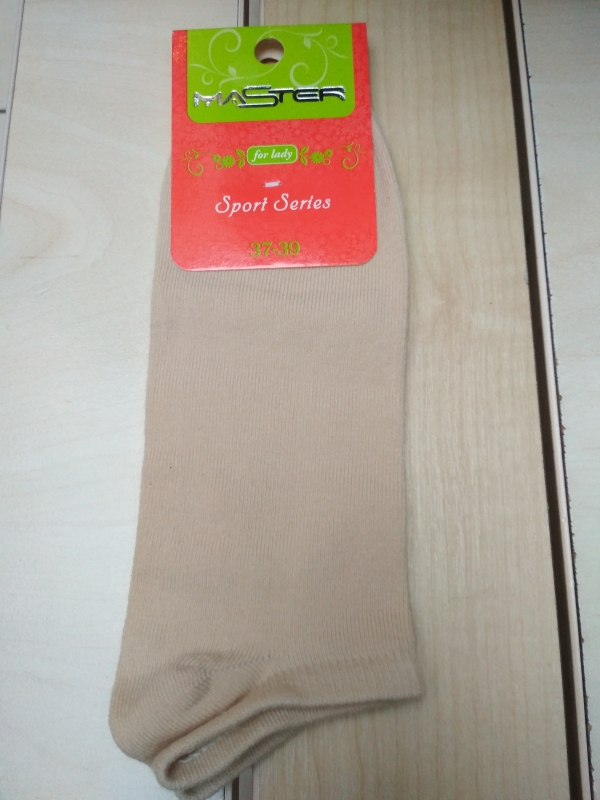 MASTER
for lady
Sport Series
37-39